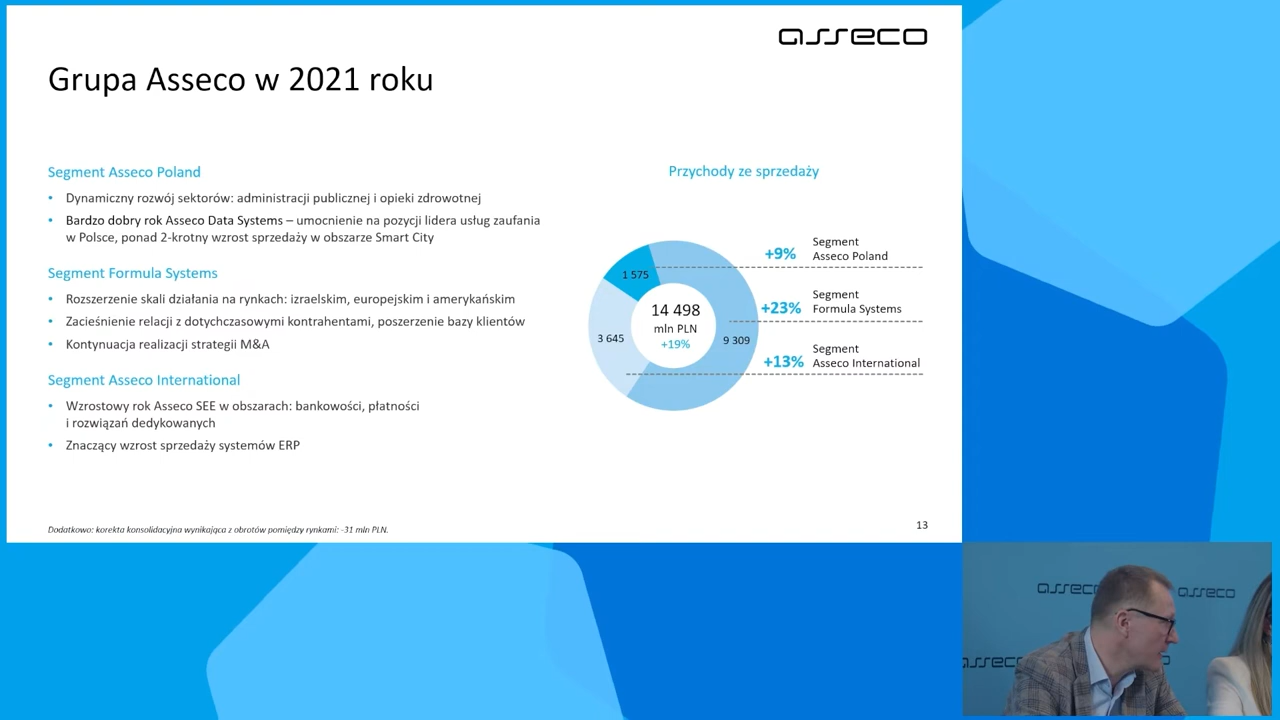 asseco
Grupa Asseco w 2021 roku
Segment Asseco Poland
• Dynamiczny rozwój sektorów: administracji publicznej i opieki zdrowotnej
• Bardzo dobry rok Asseco Data Systems – umocnienie na pozycji lidera usług zaufania
w Polsce, ponad 2-krotny wzrost sprzedaży w obszarze Smart City
Segment Formula Systems
• Rozszerzenie skali działania na rynkach: izraelskim, europejskim i amerykańskim
• Zacieśnienie relacji z dotychczasowymi kontrahentami, poszerzenie bazy klientów
• Kontynuacja realizacji strategii M&A
Segment Asseco International
• Wzrostowy rok Asseco SEE w obszarach: bankowości, płatności
i rozwiązań dedykowanych
• Znaczący wzrost sprzedaży systemów ERP
Przychody ze sprzedaży
1 575
3 645
9 309
14 498
mln PLN
+19%
+9%
Segment
Asseco Poland
+23%
Segment
Formula Systems
+13%
Segment
Asseco International
Dodatkowo: korekta konsolidacyjna wynikająca z obrotów pomiędzy rynkami: -31 mln PLN.
13
asseco
asseco
asseco